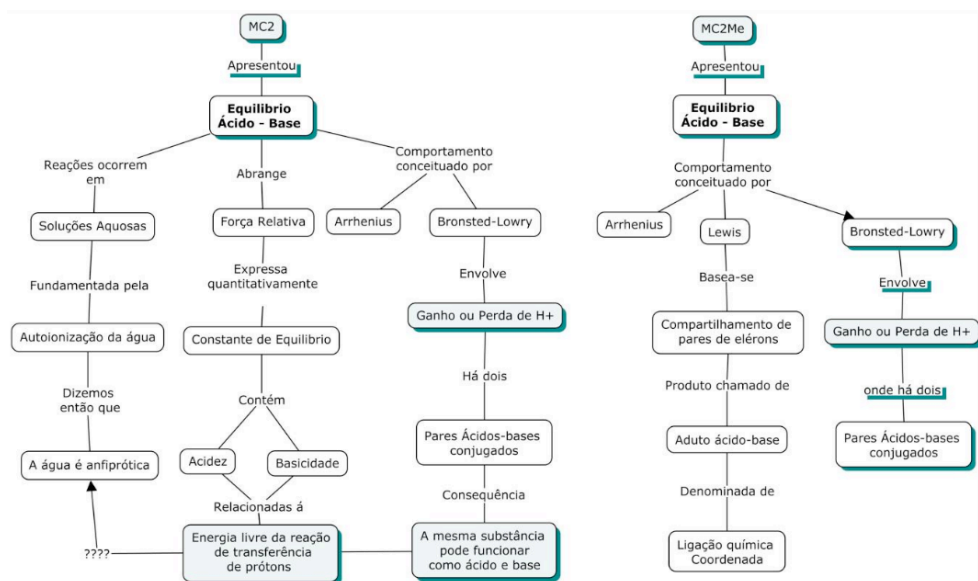 MC2
Apresentou
Equilibrio
Ácido - Base
Reações ocorrem
em
Soluções Aquosas
Fundamentada pela
Autoionização da água
Dizemos
então que
A água é anfiprótica
Abrange
Força Relativa
Expressa
quantitativamente
Constante de Equilibrio
Contém
Acidez
Basicidade
Relacionadas á
Energia livre da reação
de transferência
de prótons
????
Comportamento
conceituado por
Arrhenius
Bronsted-Lowry
Envolve
Ganho ou Perda de H+
Há dois
Pares Ácidos-bases
conjugados
Consequência
A mesma substância
pode funcionar
como ácido e base
MC2Me
Apresentou
Equilibrio
Ácido - Base
Comportamento
conceituado por
Arrhenius
Lewis
Basea-se
Compartilhamento de
pares de elérons
Produto chamado de
Aduto ácido-base
Denominada de
Ligação química
Coordenada
Bronsted-Lowry
Envolve
Ganho ou Perda de H+
onde há dois
Pares Ácidos-bases
conjugados